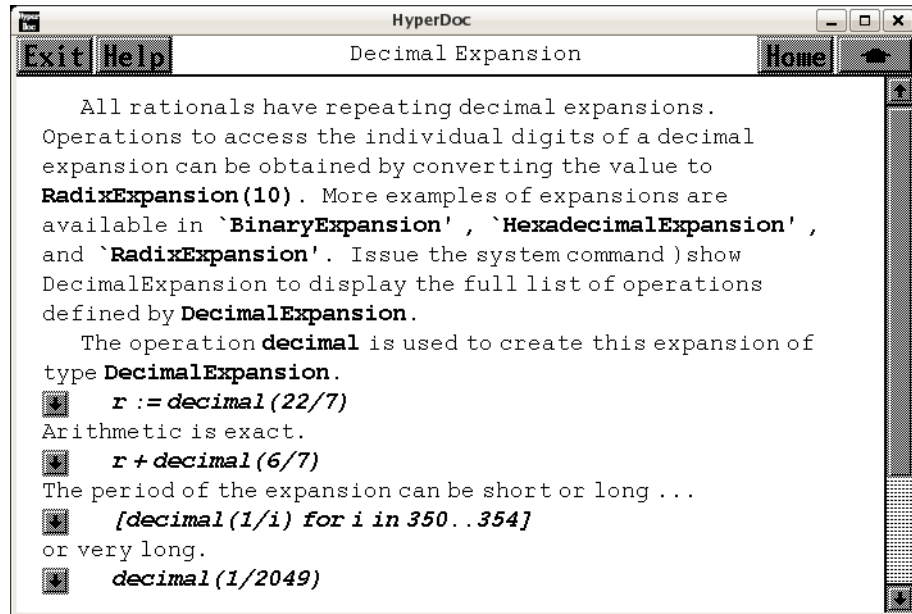 Hyper Doc
HyperDoc
Exit Help Decimal Expansion Home
All rationals have repeating decimal expansions.
Operations to access the individual digits of a decimal
expansion can be obtained by converting the value to
RadixExpansion(10). More examples of expansions are
available in `BinaryExpansion' , `HexadecimalExpansion' ,
and `RadixExpansion'. Issue the system command )show
DecimalExpansion to display the full list of operations
defined by DecimalExpansion.
The operation decimal is used to create this expansion of
type DecimalExpansion.
r := decimal(22/7)
Arithmetic is exact.
r + decimal(6/7)
The period of the expansion can be short or long ...
[decimal(1/i) for i in 350..354]
or very long.
decimal(1/2049)